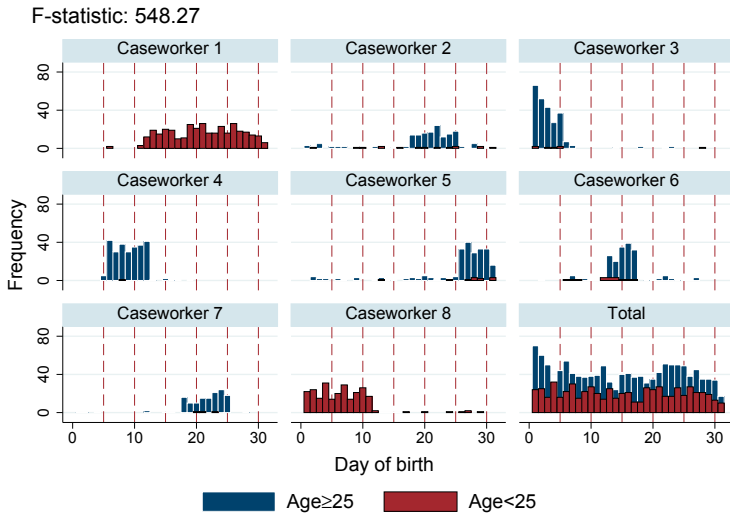 F-statistic: 548.27
Caseworker 1 Caseworker 2 Caseworker 3
80
40
0
Caseworker 4 Caseworker 5 Caseworker 6
80
40
0
Caseworker 7 Caseworker 8 Total
80
40
0
0 10 20 30 0 10 20 30 0 10 20 30
Frequency
Day of birth
Age≥25 Age<25